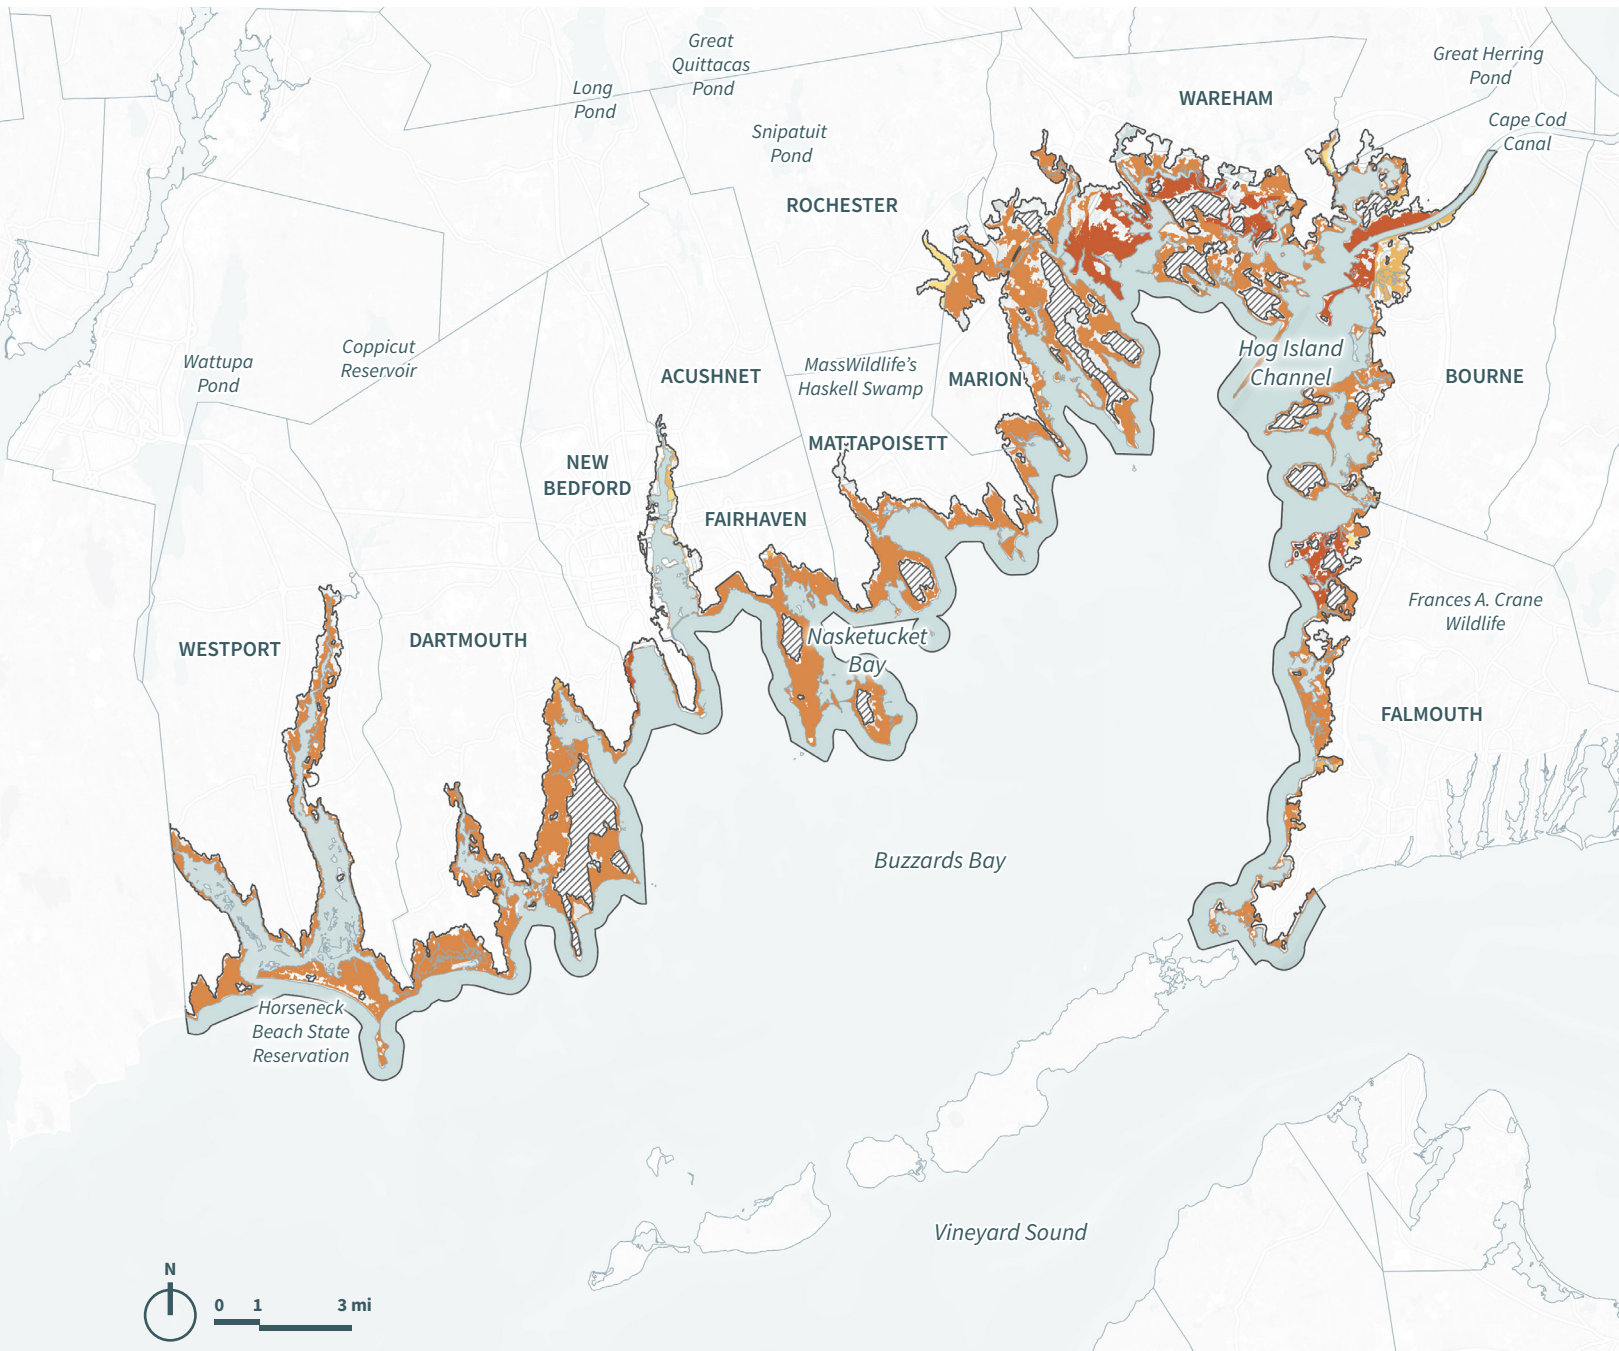 Great
Quittacas
Pond
Great Herring
Pond
Long
Pond
WAREHAM
Cape Cod
Canal
Snipatuit
Pond
ROCHESTER
Wattupa
Pond
Coppicut
Reservoir
ACUSHNET
MassWildlife’s
Haskell Swamp
MARION
Hog Island
Channel
BOURNE
MATTAPOISETT
NEW
BEDFORD
FAIRHAVEN
Frances A. Crane
Wildlife
WESTPORT
DARTMOUTH
Nasketucket
Bay
FALMOUTH
Buzzards Bay
Horseneck
Beach State
Reservation
Vineyard Sound
N
0 1 3 mi